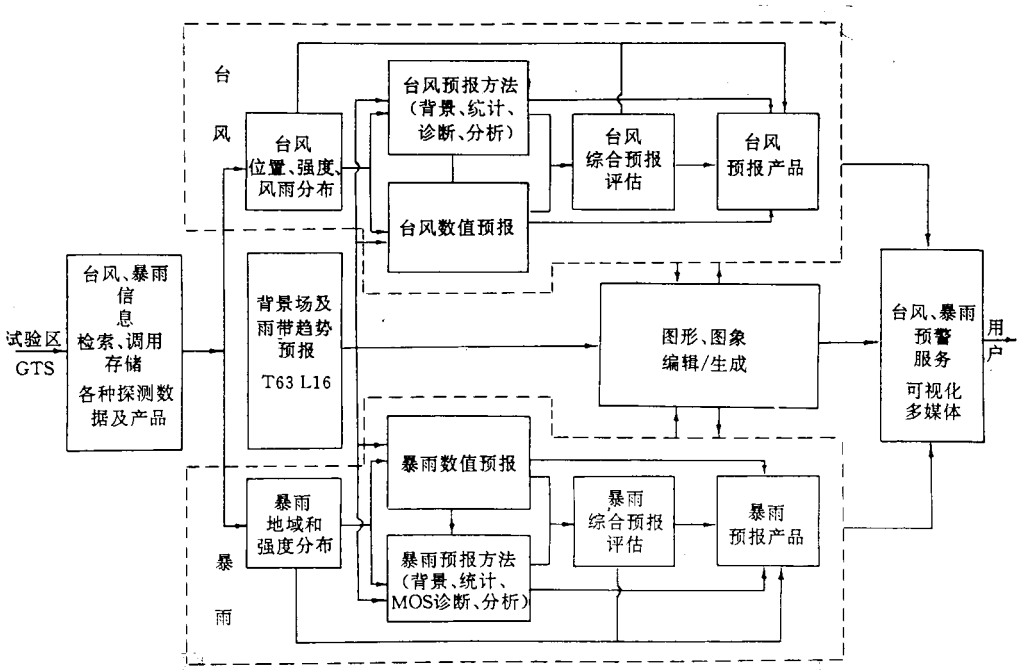 试验区
GTS
台风、暴雨
信
息
检索、调用
存储
各种探测数
据及产品
台
风
台风
位置、强度、
风雨分布
台风预报方法
(背景、统计、
诊断、分析)
台风数值预报
台风
综合预报
评估
台风
预报产品
背景场及
雨带趋势
预报
T63 L16
图形、图象
编辑/生成
台风、暴雨
预警
服务
可视化
多媒体
用
户
暴
雨
暴雨
地域和
强度分布
暴雨数值预报
暴雨预报方法
(背景、统计、
MOS诊断、分析)
暴雨
综合预报
评估
暴雨
预报产品